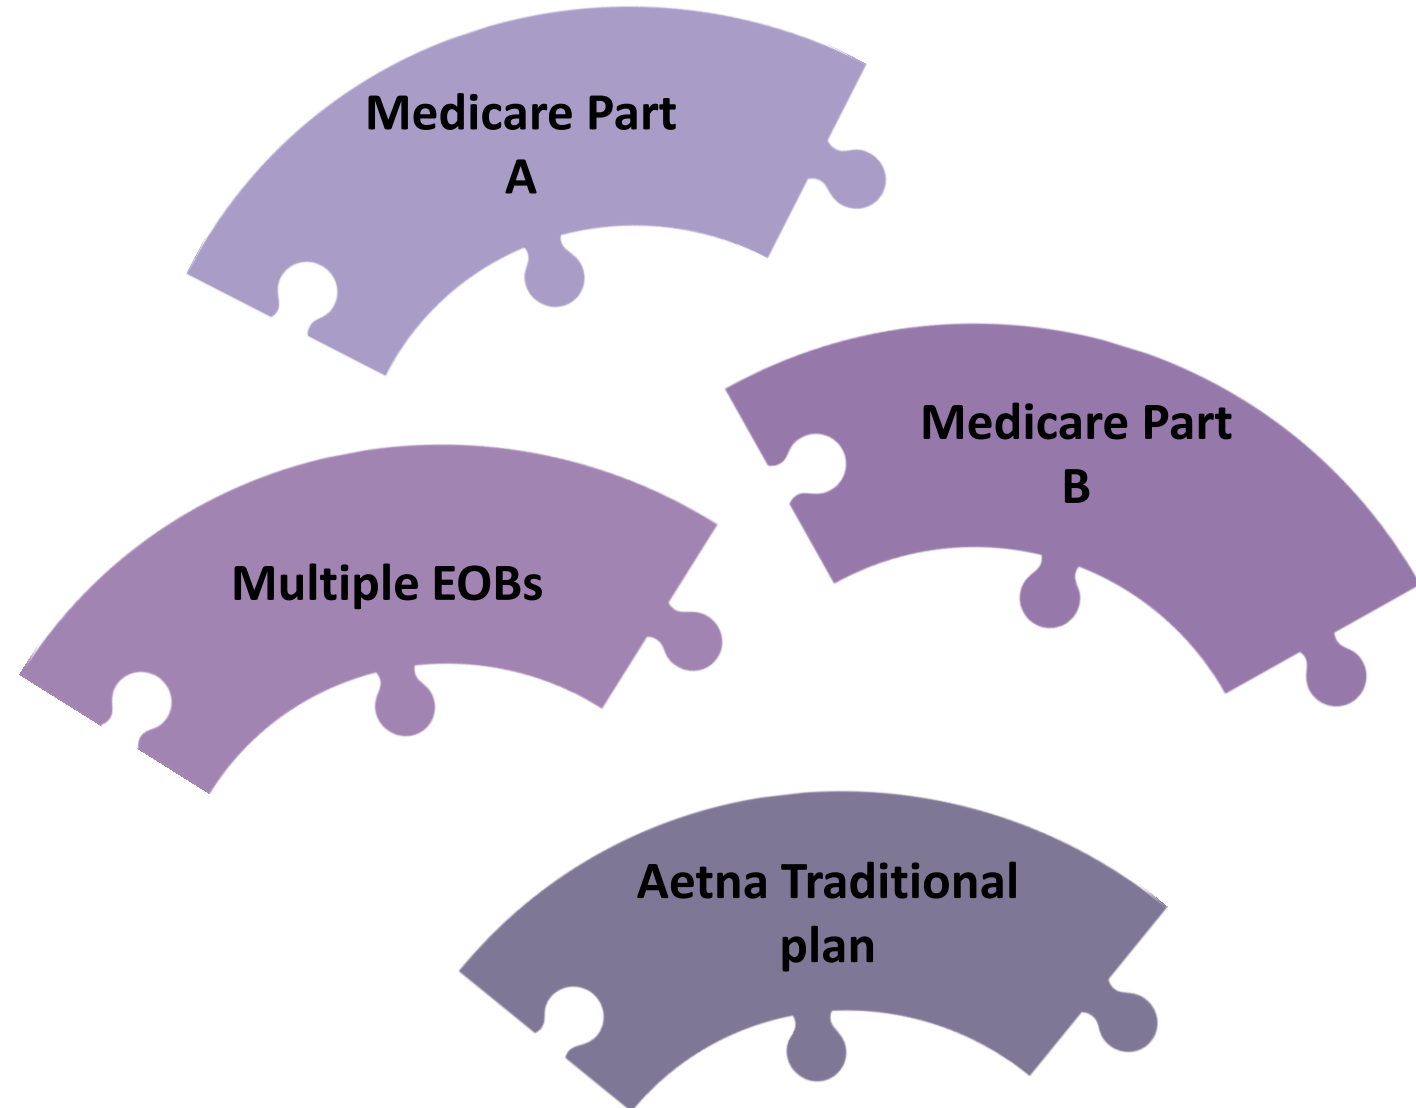 Medicare Part
A
Medicare Part
B
Multiple EOBs
Aetna Traditional
plan